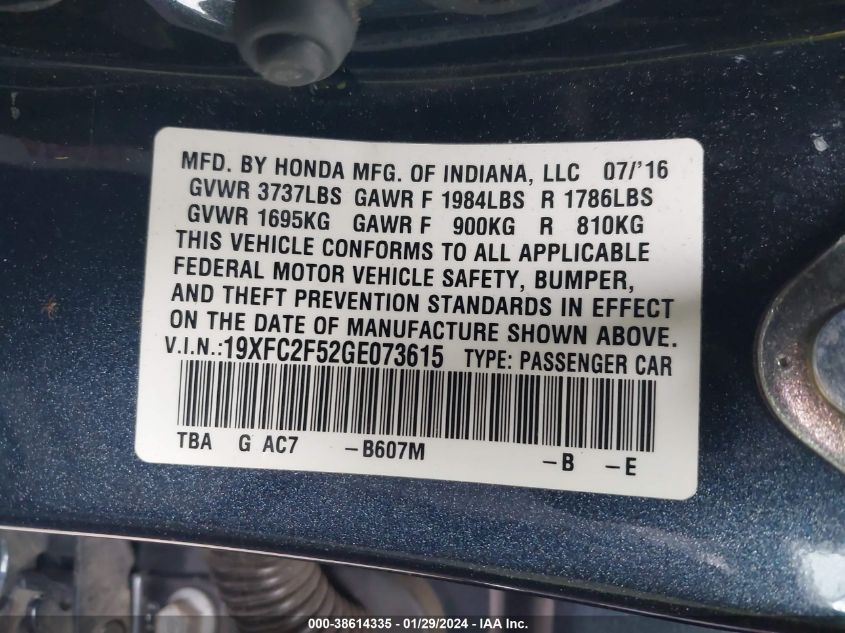 MFD. BY HONDA MFG. OF INDIANA, LLC 07/'16
GVWR 3737LBS GAWR F 1984LBS R 1786LBS
GVWR 1695KG GAWR F 900KG R 810KG
THIS VEHICLE CONFORMS TO ALL APPLICABLE
FEDERAL MOTOR VEHICLE SAFETY, BUMPER,
AND THEFT PREVENTION STANDARDS IN EFFECT
ON THE DATE OF MANUFACTURE SHOWN ABOVE.
V.I.N.:19XFC2F52GE073615 TYPE: PASSENGER CAR
TBA G AC7 -B607M -B -E
000-38614335 - 01/29/2024 - IAA Inc.